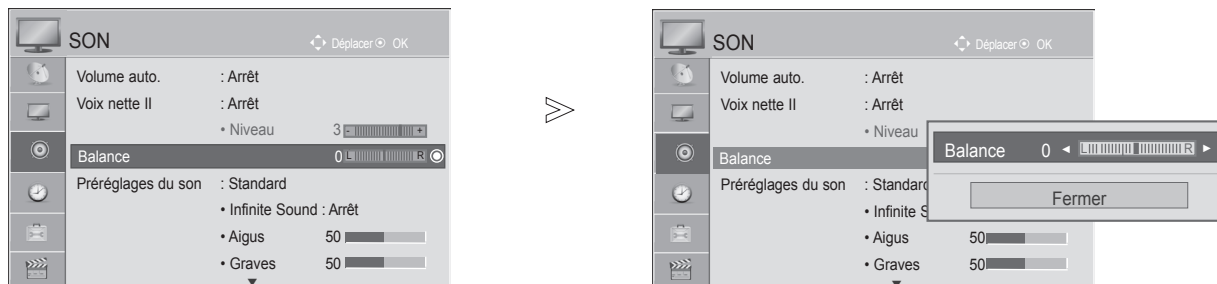 SON
Déplacer OK
Volume auto. : Arrêt
Voix nette II : Arrêt
• Niveau 3 - +
Balance 0 L R
Préréglages du son : Standard
• Infinite Sound : Arrêt
• Aigus 50
• Graves 50
SON
Déplacer OK
Volume auto. : Arrêt
Voix nette II : Arrêt
• Niveau
Balance
Préréglages du son : Standard
• Infinite S
• Aigus 50
• Graves 50
Balance 0 L R
Fermer